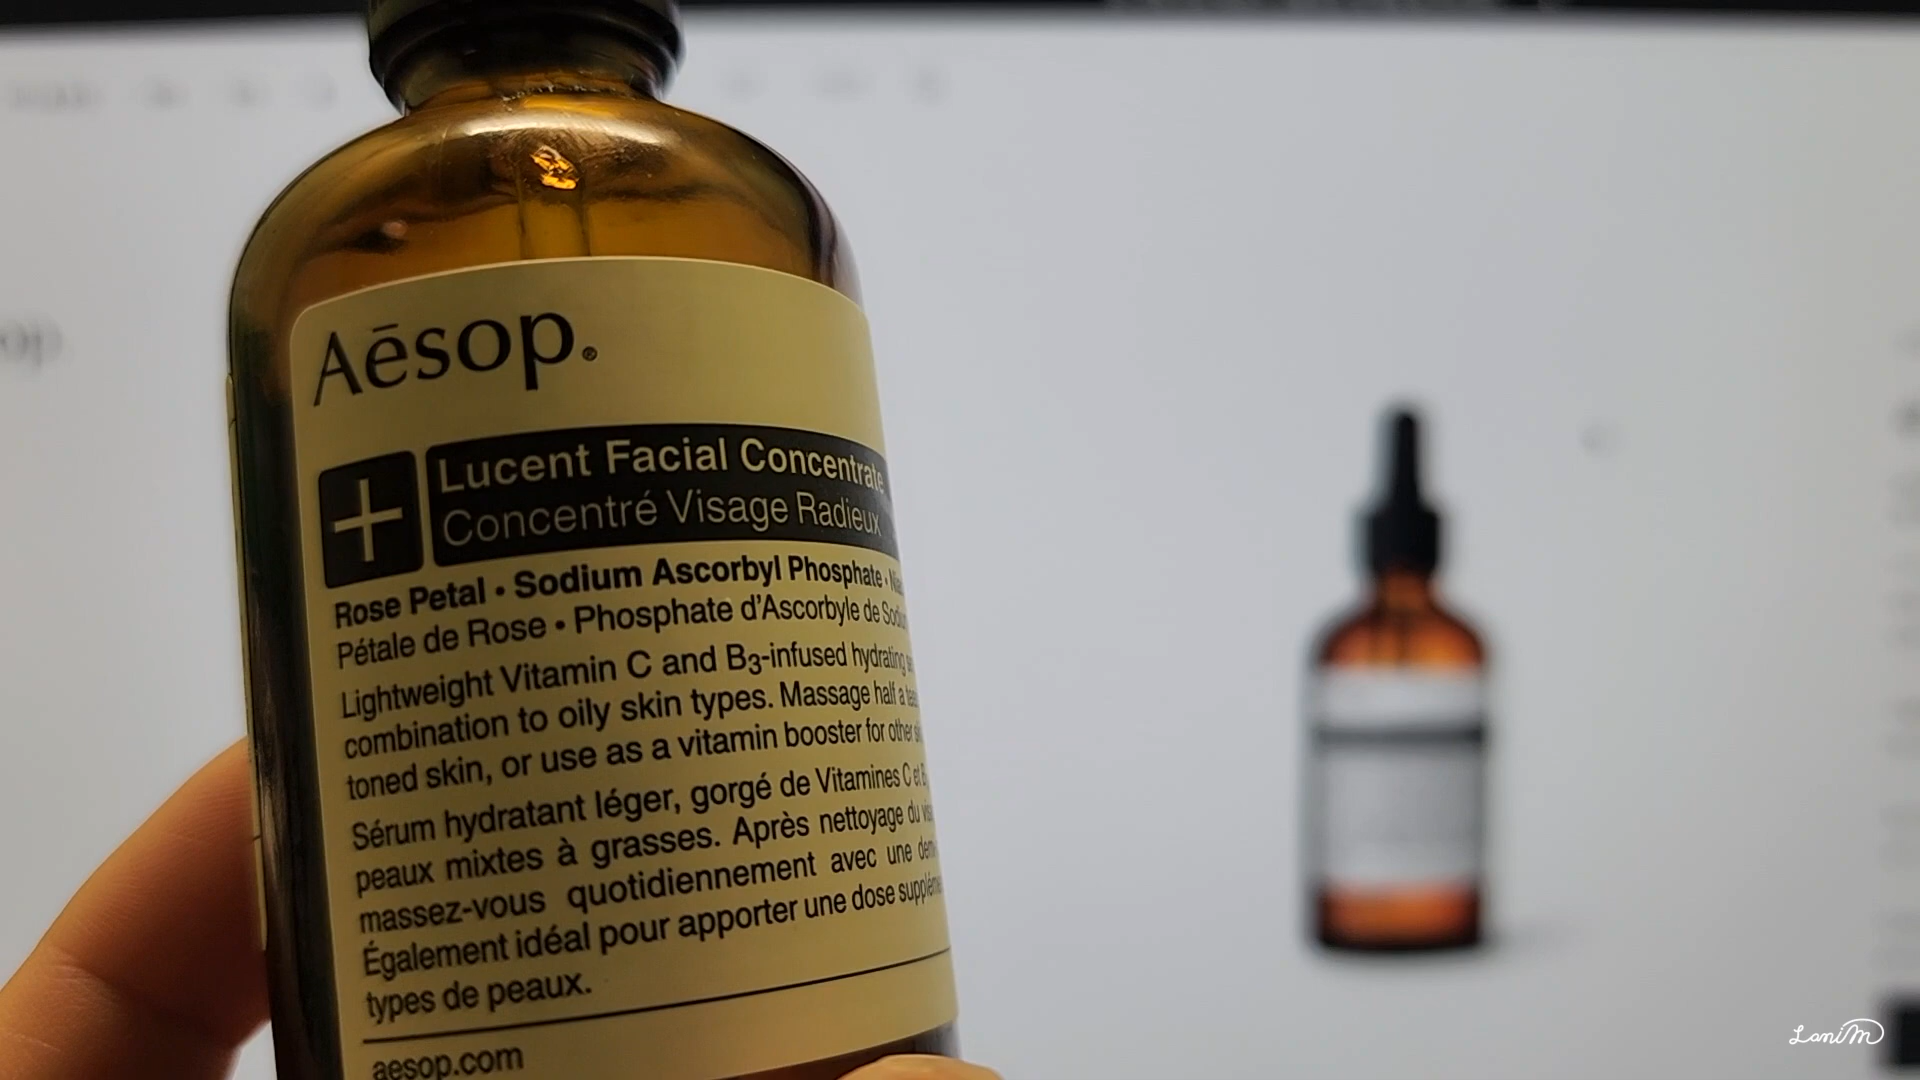 Aēsop.®
Lucent Facial Concentrate
Concentré Visage Radieux
Rose Petal • Sodium Ascorbyl Phosphate •
Pétale de Rose • Phosphate d'Ascorbyle de
Lightweight Vitamin C and B3-infused hydrating
combination to oily skin types. Massage half a
toned skin, or use as a vitamin booster for other
Sérum hydratant léger, gorgé de Vitamines C et
peaux mixtes à grasses. Après nettoyage du
massez-vous quotidiennement avec une
Également idéal pour apporter une dose
types de peaux.
aesop.com
LaniM